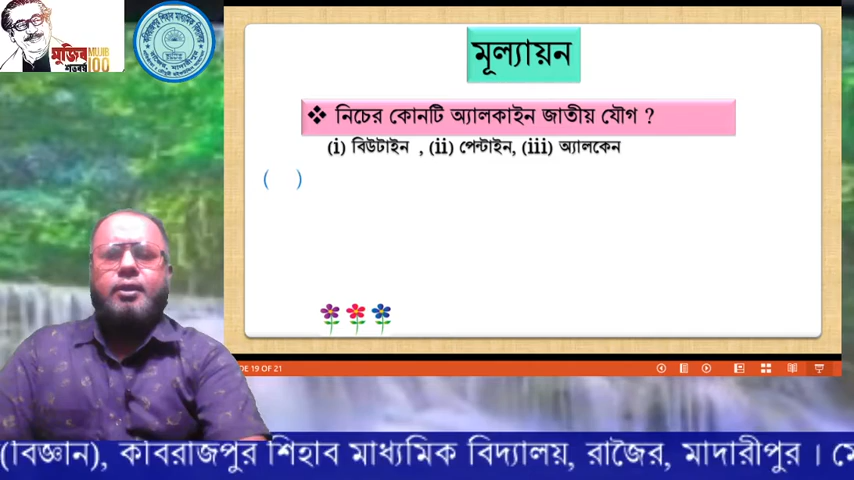 মুজিব MUJIB
শতবর্ষ 100
মূল্যায়ন
❖ নিচের কোনটি অ্যালকাইন জাতীয় যৌগ ?
(i) বিউটাইন , (ii) পেন্টাইন, (iii) অ্যালকেন
( )
DE 19 OF 21
(বিজ্ঞান), কাবরাজপুর শিহাব মাধ্যমিক বিদ্যালয়, রাজৈর, মাদারীপুর । মে